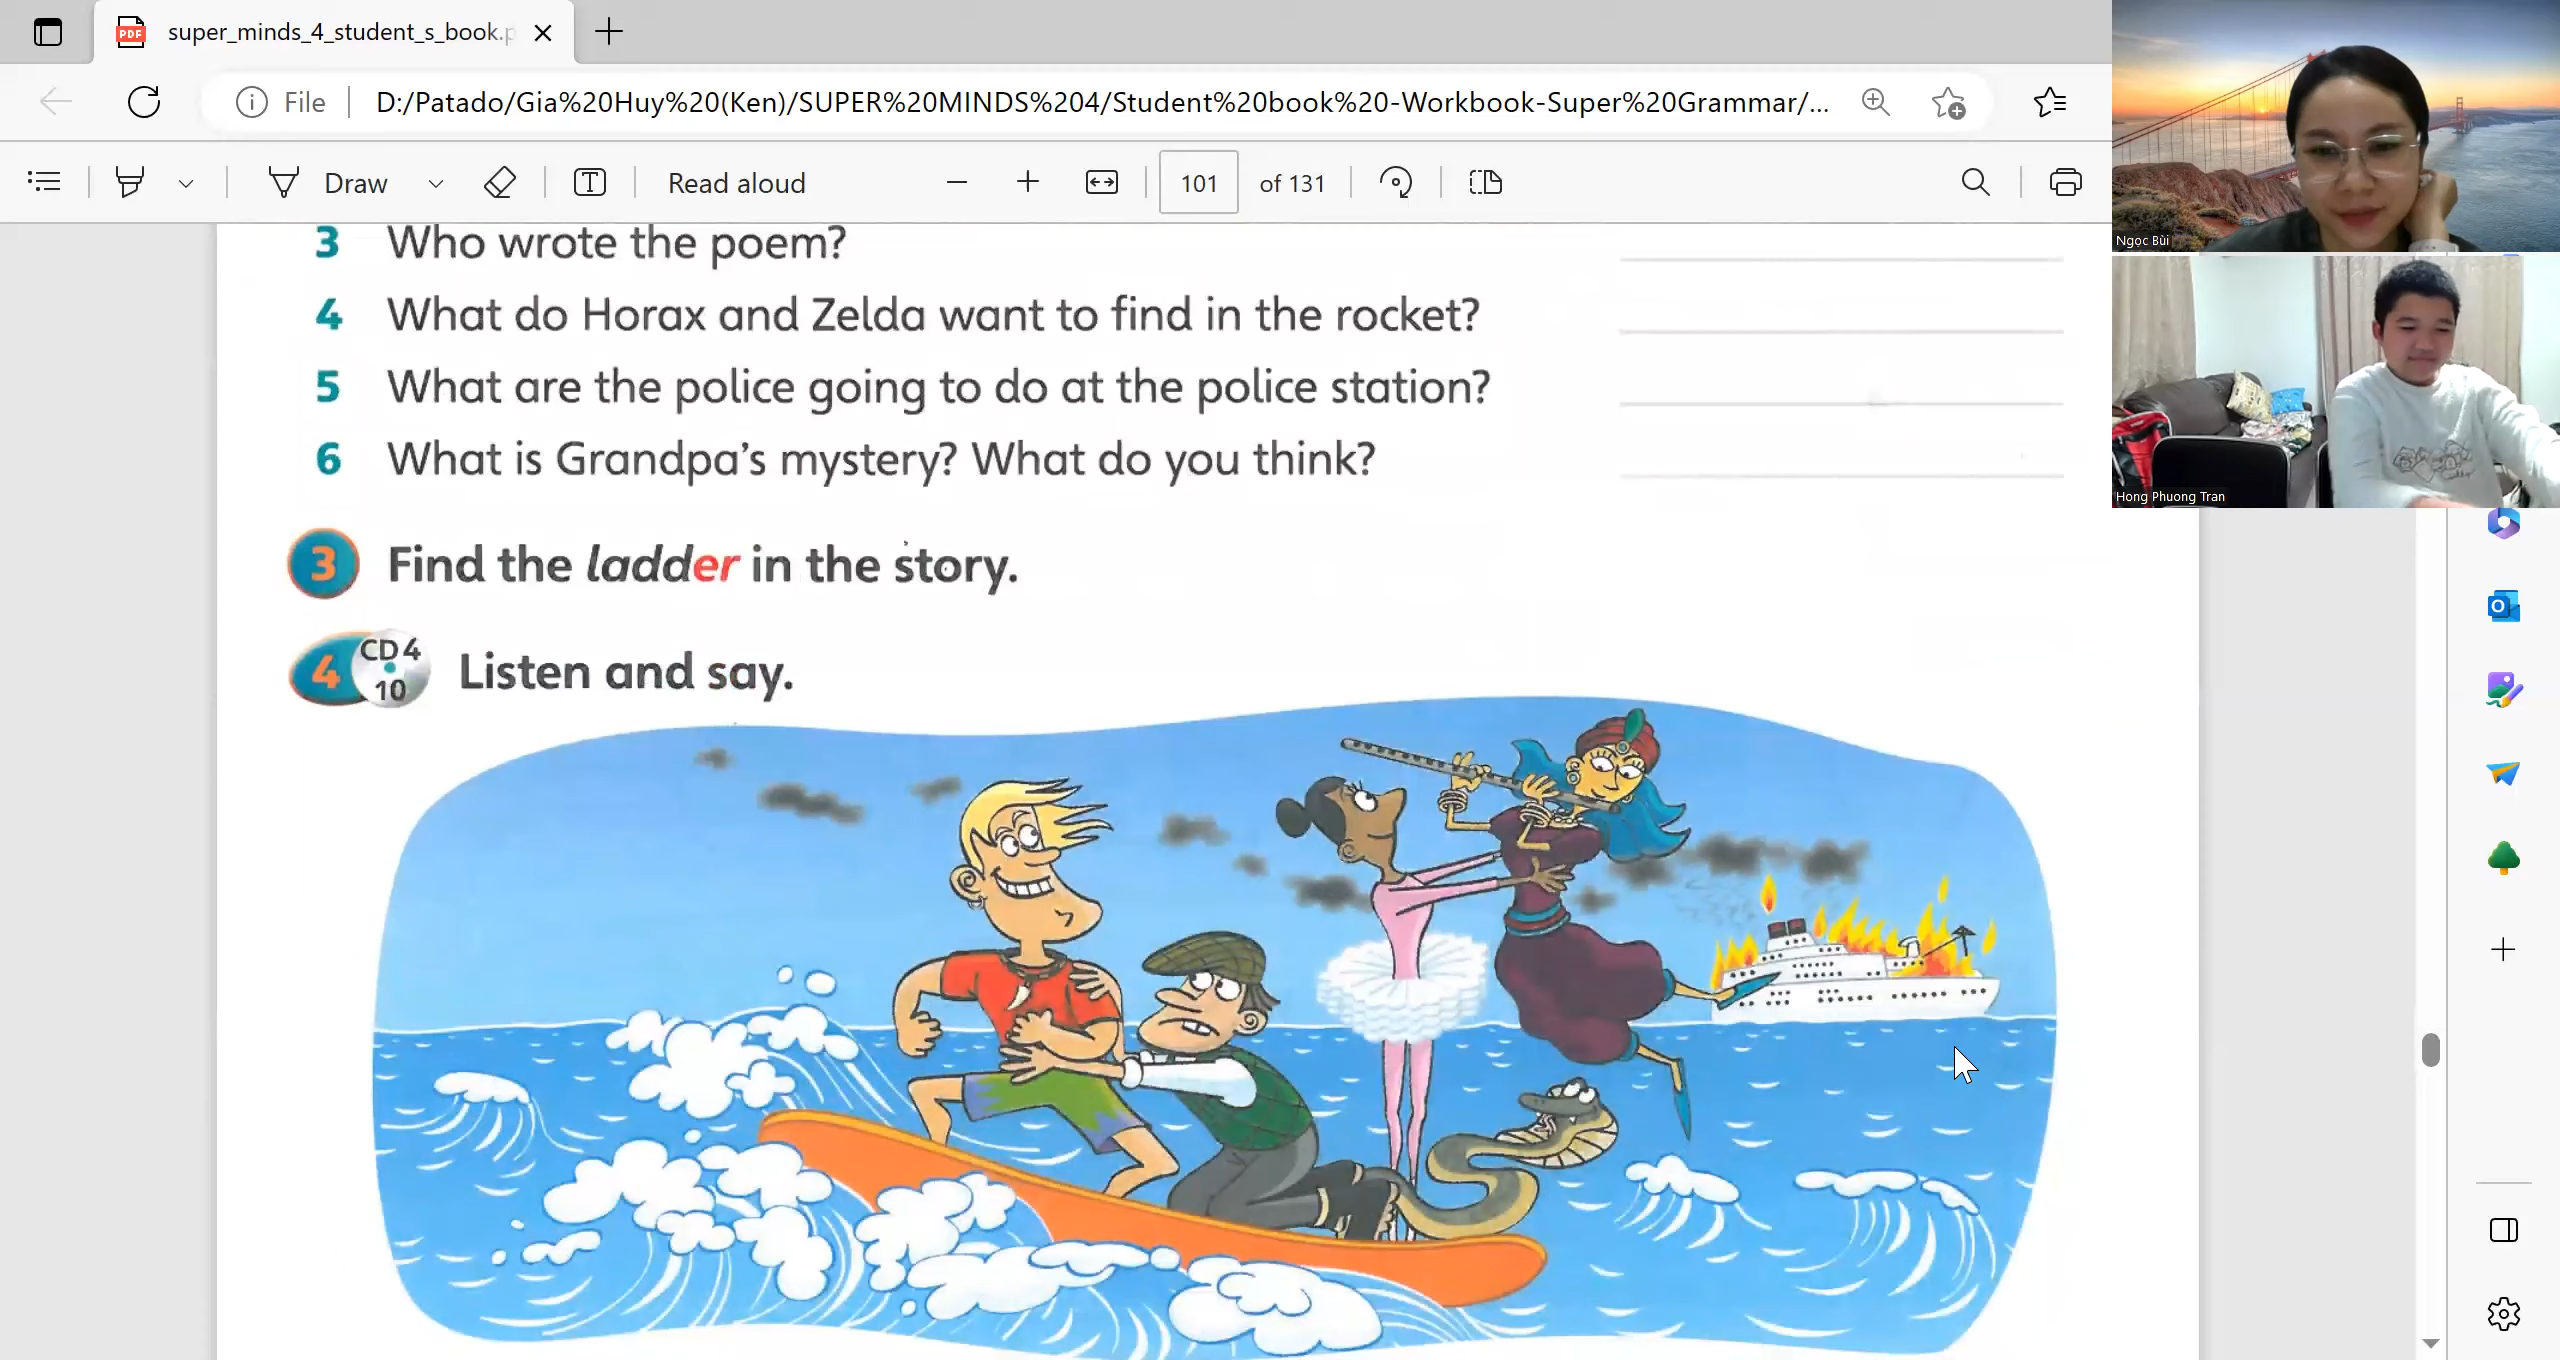 super_minds_4_student_s_book.p
File
D:/Patado/Gia%20Huy%20(Ken)/SUPER%20MINDS%204/Student%20book%20-Workbook-Super%20Grammar/...
Draw
Read aloud
101 of 131
Ngọc Bùi
Hong Phuong Tran
3 Who wrote the poem?
4 What do Horax and Zelda want to find in the rocket?
5 What are the police going to do at the police station?
6 What is Grandpa's mystery? What do you think?
3 Find the ladder in the story.
4 CD 4 10 Listen and say.